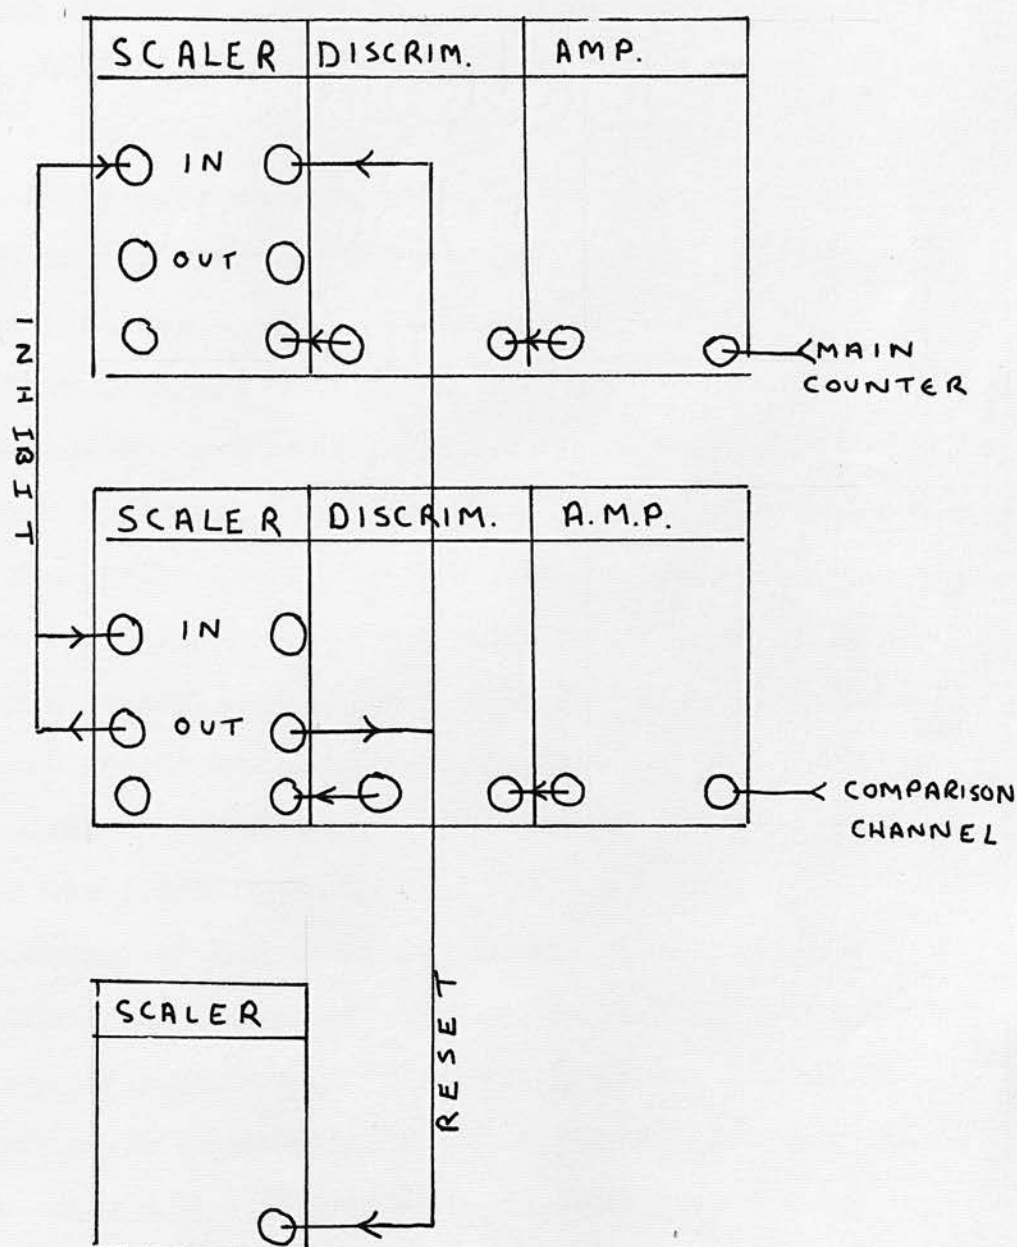 SCALER DISCRIM. AMP.
IN
OUT
MAIN
COUNTER
INHIBIT
SCALER DISCRIM. A.M.P.
IN
OUT
COMPARISON
CHANNEL
SCALER
RESET